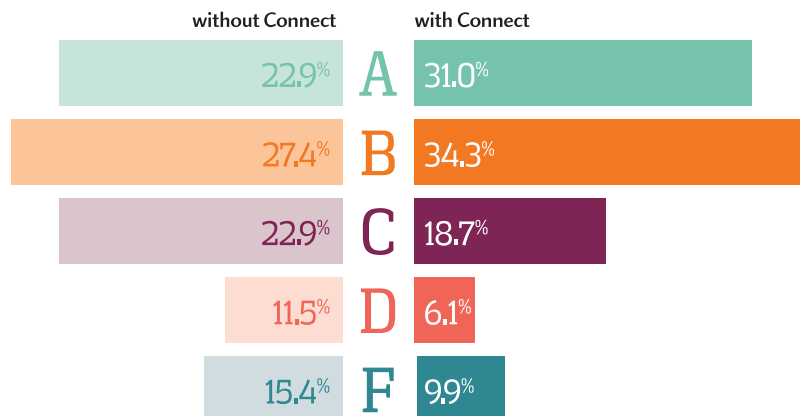 without Connect with Connect
22.9% A 31.0%
27.4% B 34.3%
22.9% C 18.7%
11.5% D 6.1%
15.4% F 9.9%